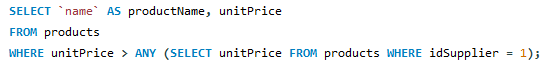 SELECT `name` AS productName, unitPrice
FROM products
WHERE unitPrice > ANY (SELECT unitPrice FROM products WHERE idSupplier = 1);